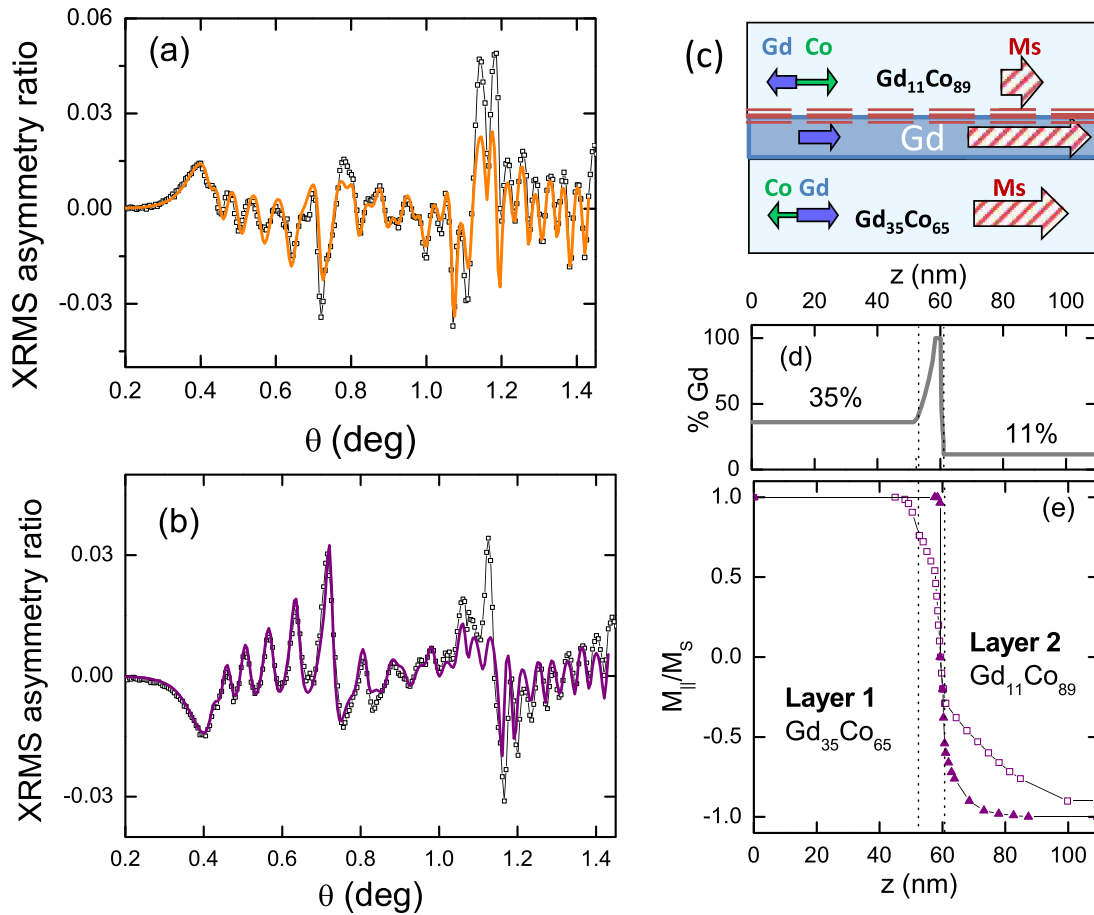 (a)
XRMS asymmetry ratio
0.06
0.03
0.00
-0.03
0.2 0.4 0.6 0.8 1.0 1.2 1.4
θ (deg)
(b)
XRMS asymmetry ratio
0.03
0.00
-0.03
0.2 0.4 0.6 0.8 1.0 1.2 1.4
θ (deg)
(c)
Gd Co
Gd₁₁Co₈₉
Ms
Gd
Co Gd
Gd₃₅Co₆₅
Ms
z (nm)
0 20 40 60 80 100
(d)
% Gd
100
50
0
35%
11%
(e)
M||/MS
1.0
0.5
0.0
-0.5
-1.0
Layer 1
Gd₃₅Co₆₅
Layer 2
Gd₁₁Co₈₉
0 20 40 60 80 100
z (nm)